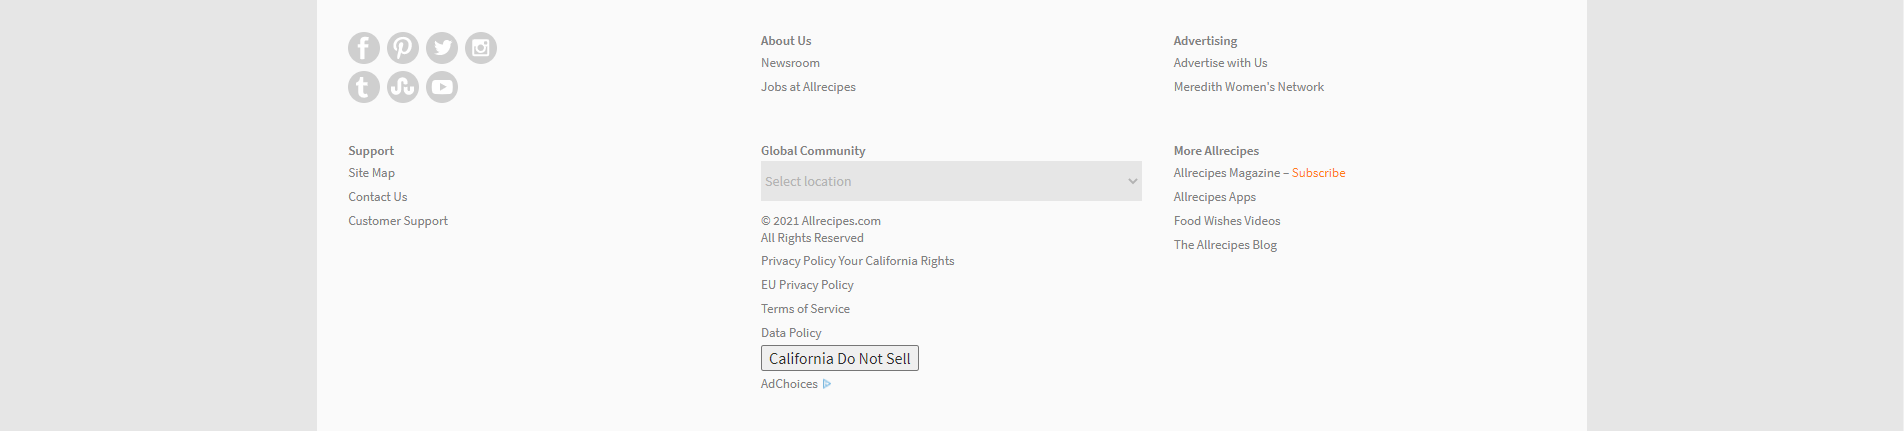 About Us
Newsroom
Jobs at Allrecipes
Advertising
Advertise with Us
Meredith Women's Network
Support
Site Map
Contact Us
Customer Support
Global Community
Select location
© 2021 Allrecipes.com
All Rights Reserved
Privacy Policy Your California Rights
EU Privacy Policy
Terms of Service
Data Policy
California Do Not Sell
AdChoices
More Allrecipes
Allrecipes Magazine – Subscribe
Allrecipes Apps
Food Wishes Videos
The Allrecipes Blog